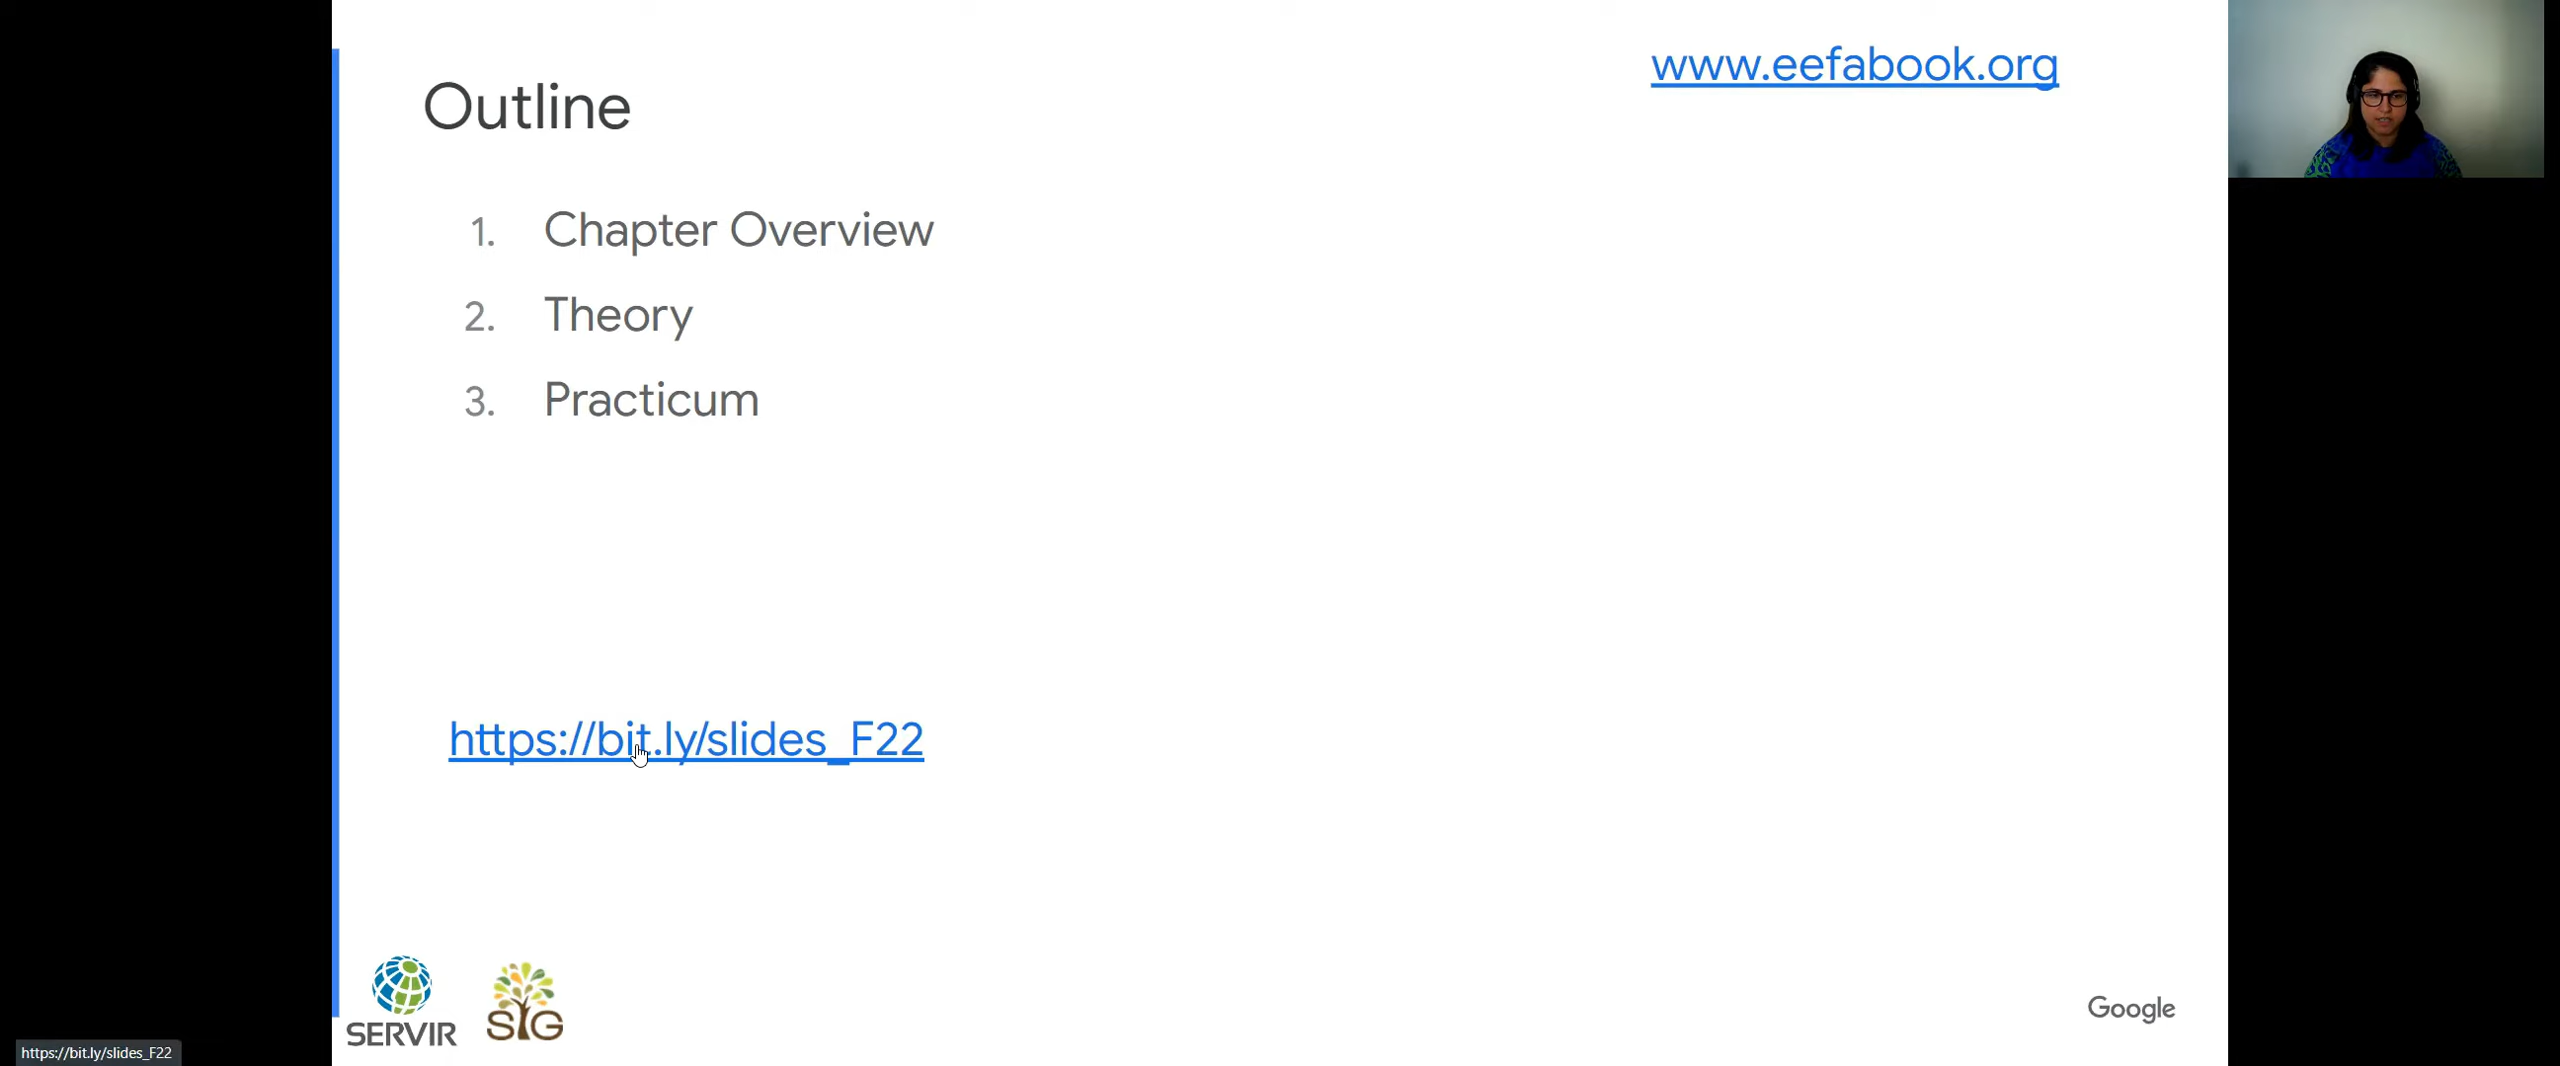 www.eefabook.org
Outline
1. Chapter Overview
2. Theory
3. Practicum
https://bit.ly/slides_F22
SERVIR
SIG
Google
https://bit.ly/slides_F22